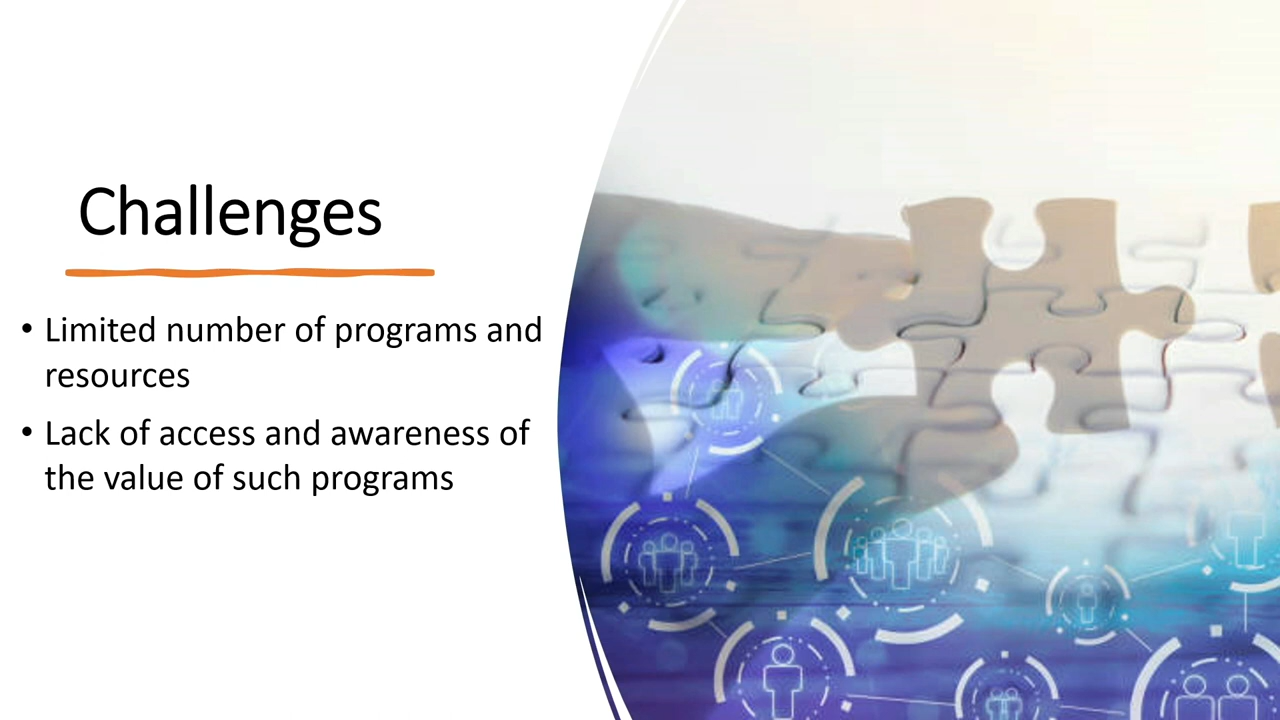 Challenges
• Limited number of programs and
resources
• Lack of access and awareness of
the value of such programs